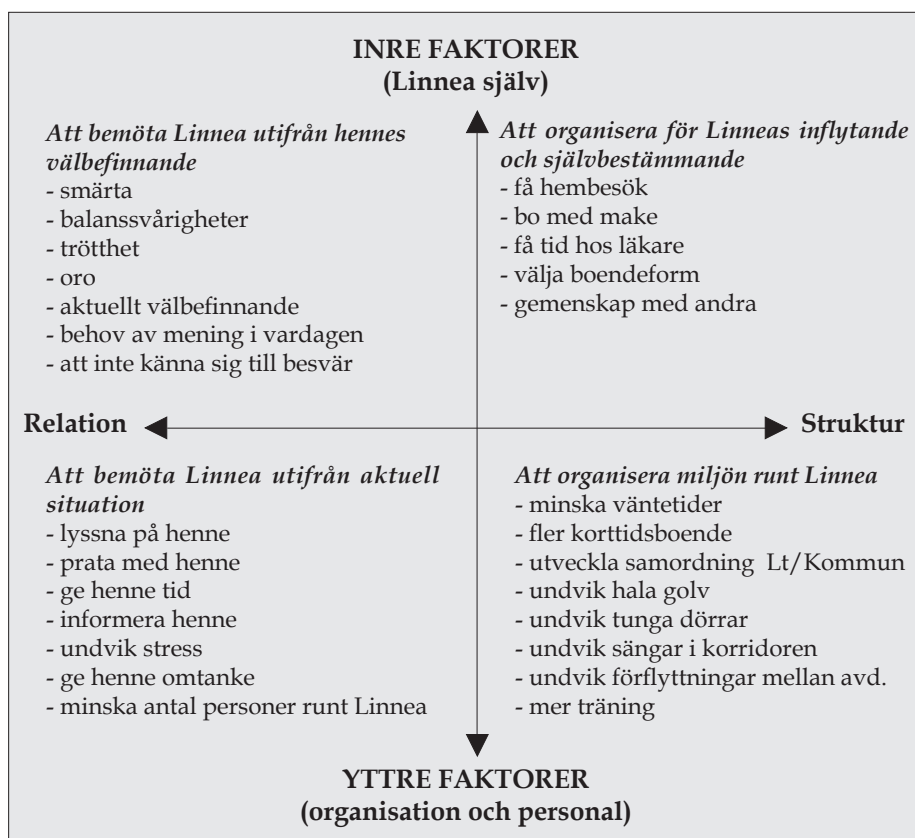 INRE FAKTORER
(Linnea själv)
Att bemöta Linnea utifrån hennes
välbefinnande
- smärta
- balanssvårigheter
- trötthet
- oro
- aktuellt välbefinnande
- behov av mening i vardagen
- att inte känna sig till besvär
Att organisera för Linneas inflytande
och självbestämmande
- få hembesök
- bo med make
- få tid hos läkare
- välja boendeform
- gemenskap med andra
Relation
Struktur
Att bemöta Linnea utifrån aktuell
situation
- lyssna på henne
- prata med henne
- ge henne tid
- informera henne
- undvik stress
- ge henne omtanke
- minska antal personer runt Linnea
Att organisera miljön runt Linnea
- minska väntetider
- fler korttidsboende
- utveckla samordning Lt/Kommun
- undvik hala golv
- undvik tunga dörrar
- undvik sängar i korridoren
- undvik förflyttningar mellan avd.
- mer träning
YTTRE FAKTORER
(organisation och personal)